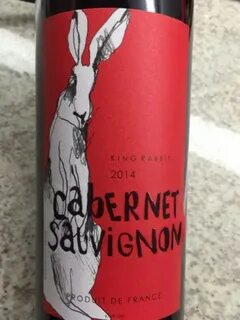 KING RABBIT
2014
CABERNET
SAUVIGNON
PRODUIT DE FRANCE